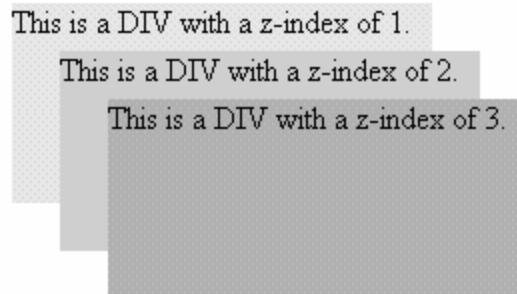 This is a DIV with a z-index of 1.
This is a DIV with a z-index of 2.
This is a DIV with a z-index of 3.